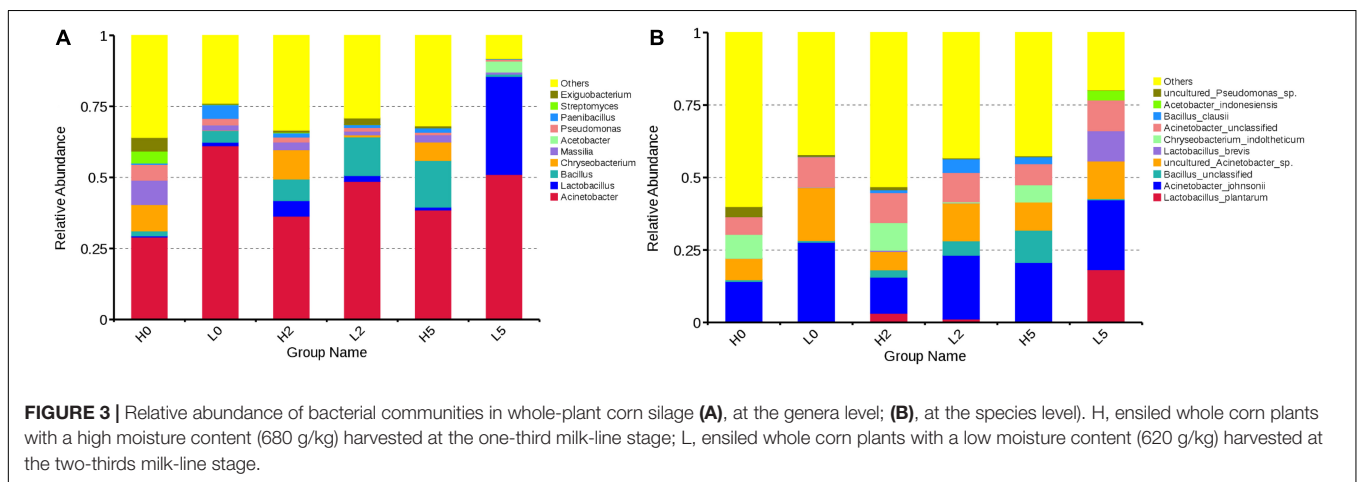 A
Relative Abundance
1
0.75
0.5
0.25
0
H0
L0
H2
L2
H5
L5
Group Name
Others
Exiguobacterium
Streptomyces
Paenibacillus
Pseudomonas
Acetobacter
Massilia
Chryseobacterium
Bacillus
Lactobacillus
Acinetobacter
B
Relative Abundance
1
0.75
0.5
0.25
0
H0
L0
H2
L2
H5
L5
Group Name
Others
uncultured_Pseudomonas_sp.
Acetobacter_indonesiensis
Bacillus_clausii
Acinetobacter_unclassified
Chryseobacterium_indoltheticum
Lactobacillus_brevis
uncultured_Acinetobacter_sp.
Bacillus_unclassified
Acinetobacter_johnsonii
Lactobacillus_plantarum
FIGURE 3 | Relative abundance of bacterial communities in whole-plant corn silage (A), at the genera level; (B), at the species level). H, ensiled whole corn plants
with a high moisture content (680 g/kg) harvested at the one-third milk-line stage; L, ensiled whole corn plants with a low moisture content (620 g/kg) harvested at
the two-thirds milk-line stage.